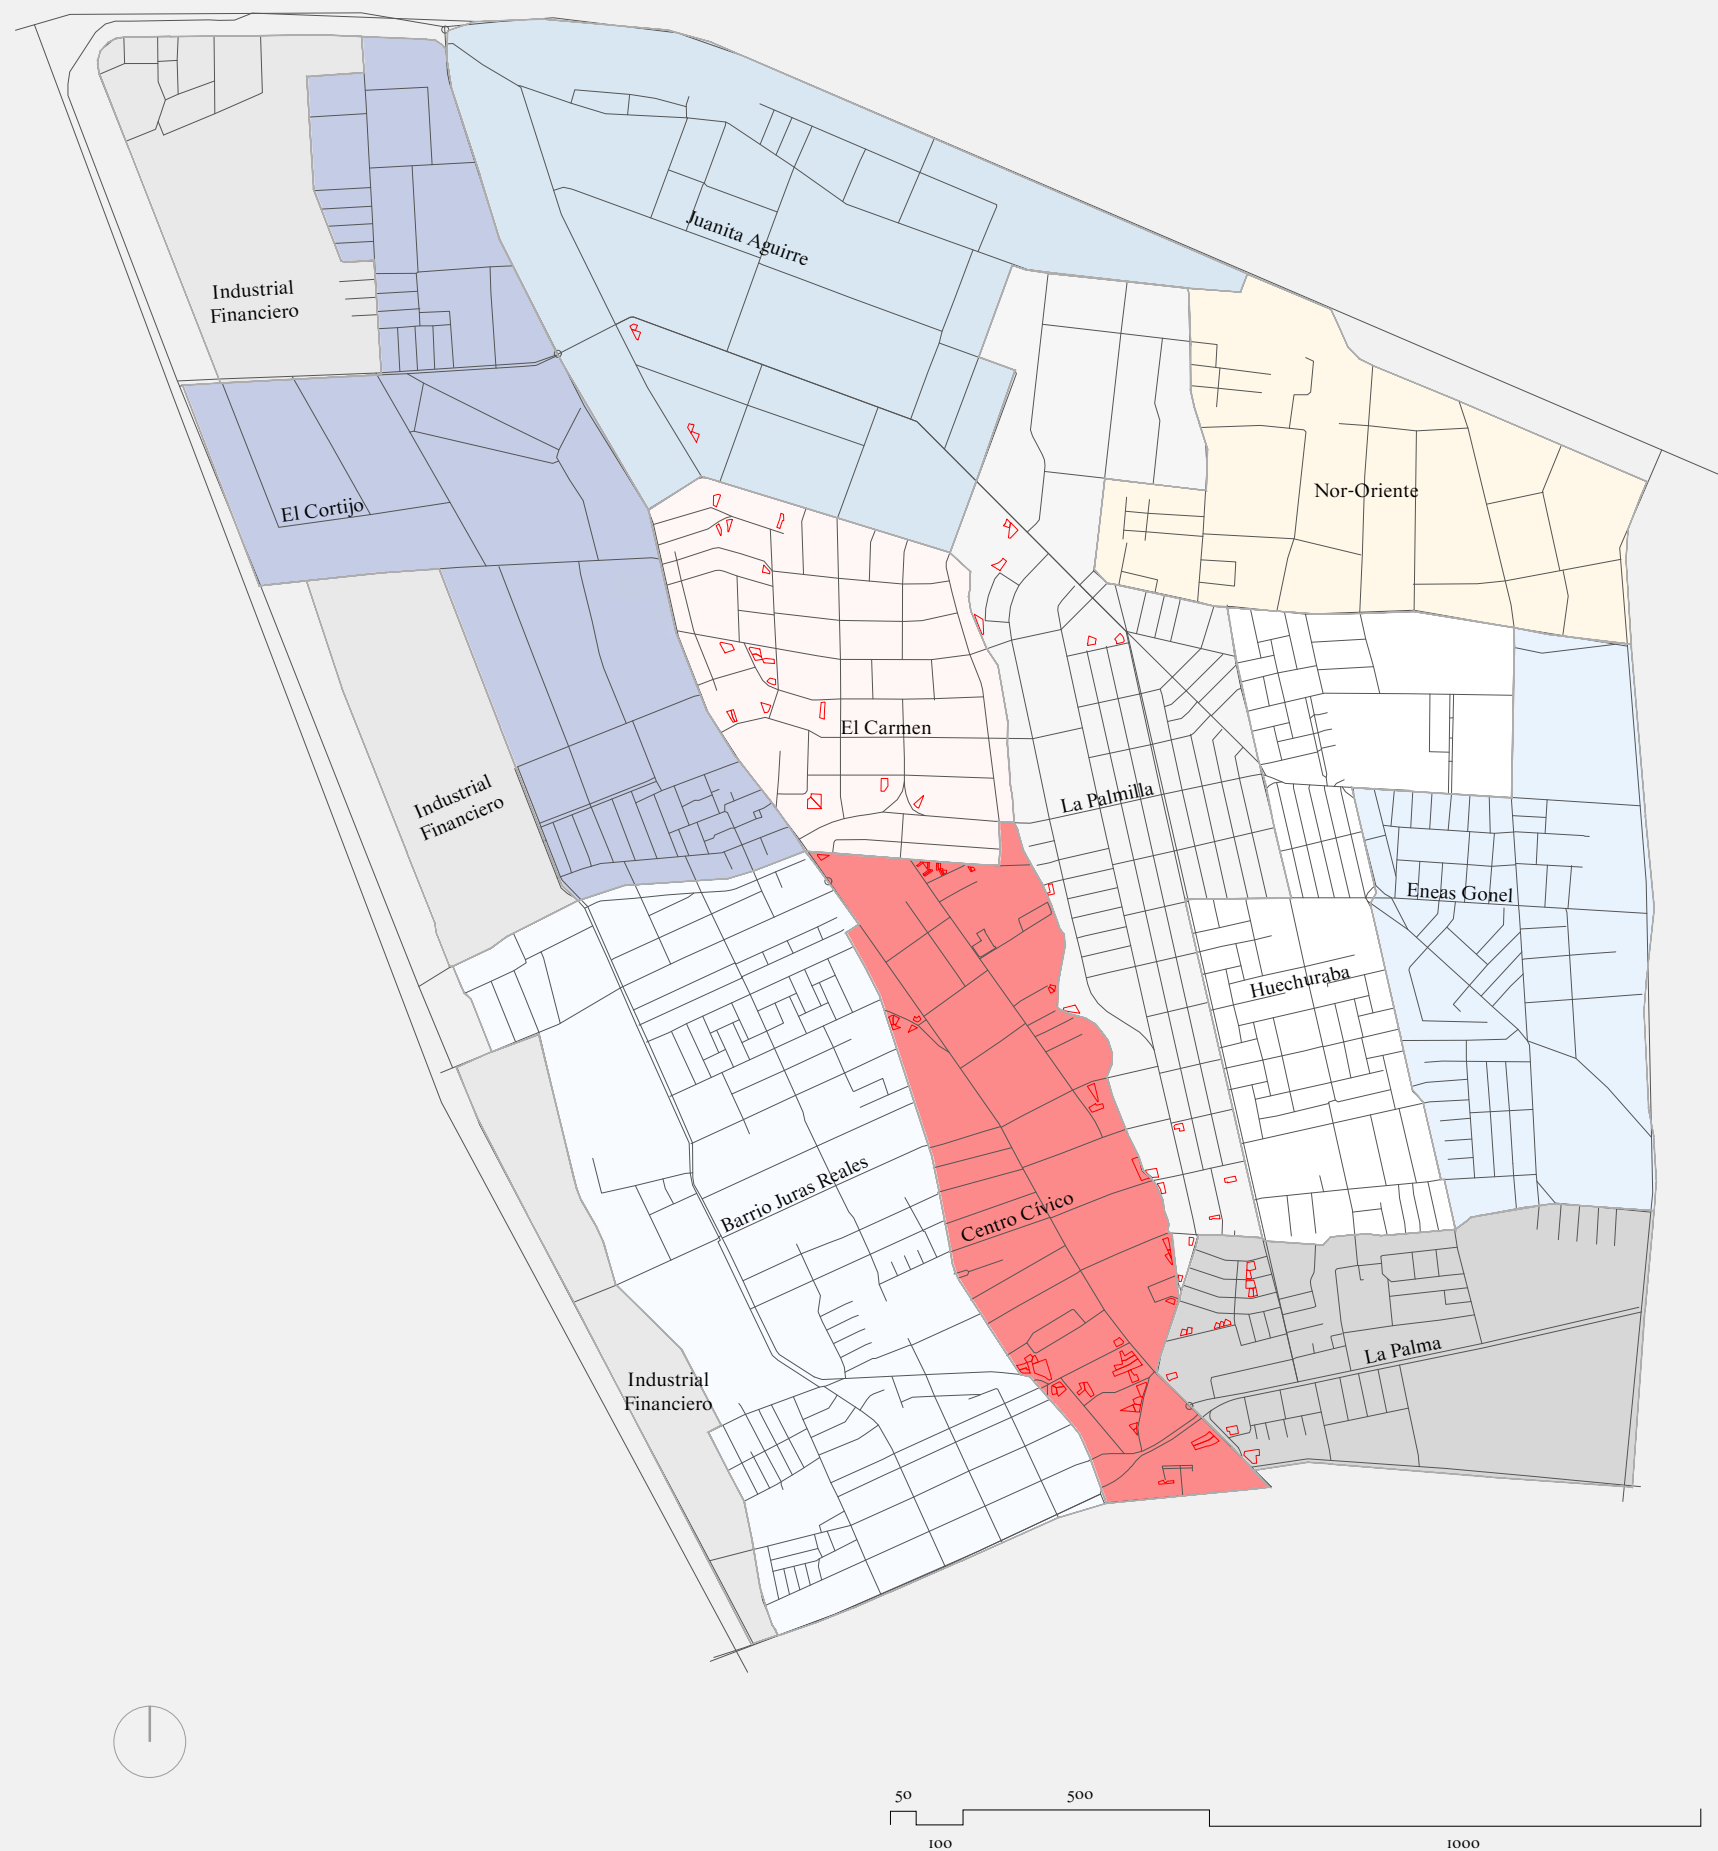 Juanita Aguirre
Industrial
Financiero
El Cortijo
Nor-Oriente
El Carmen
La Palmilla
Industrial
Financiero
Eneas Gonel
Huechuraba
Barrio Juras Reales
Centro Cívico
La Palma
Industrial
Financiero
50
500
100
1000